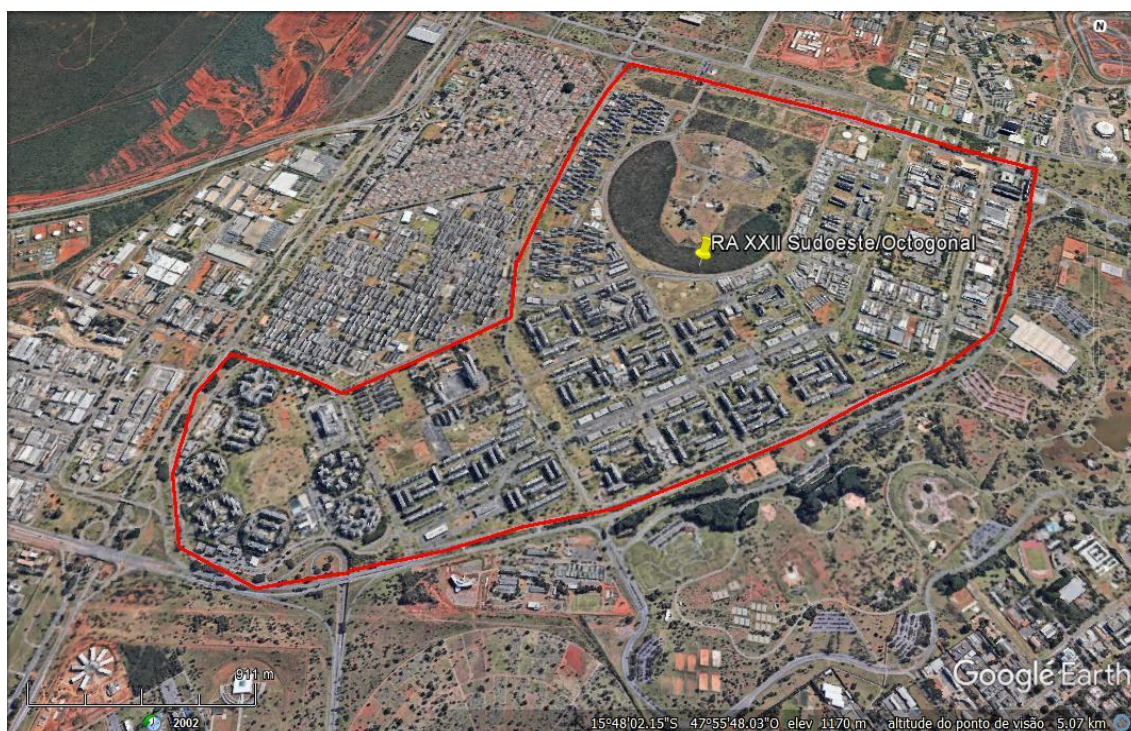 N
RA XXII Sudoeste/Octogonal
Google Earth
911 m
2002
15°48'02.15"S 47°55'48.03"O elev 1170 m altitude do ponto de visão 5.07 km